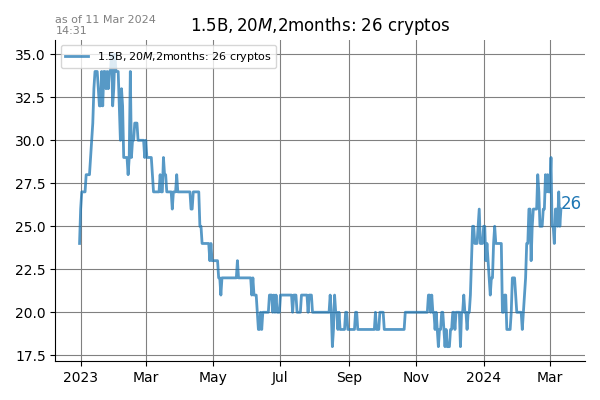 as of 11 Mar 2024
14:31
1.5B, 20M,2months: 26 cryptos
1.5B, 20M,2months: 26 cryptos
35.0
32.5
30.0
27.5
25.0
22.5
20.0
17.5
26
2023
Mar
May
Jul
Sep
Nov
2024
Mar